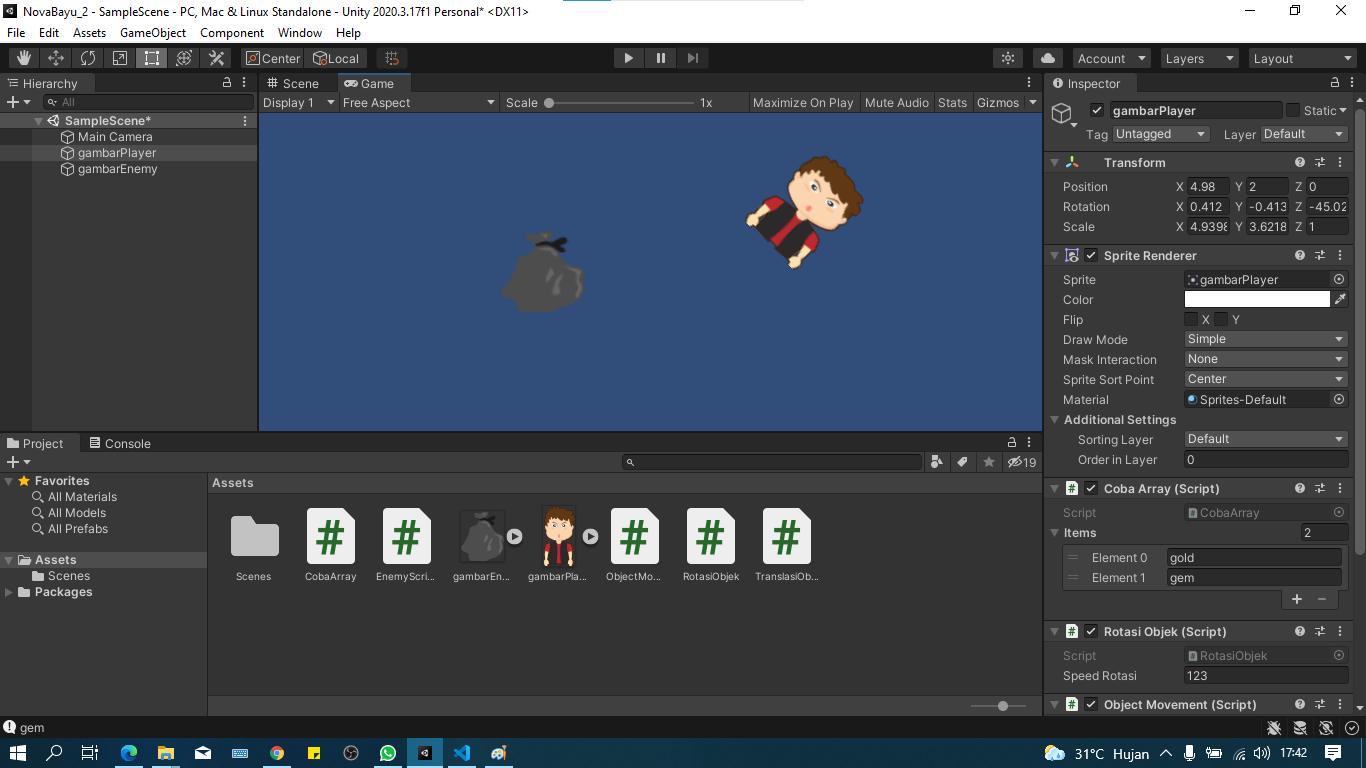 NovaBayu_2 - SampleScene - PC, Mac & Linux Standalone - Unity 2020.3.17f1 Personal* <DX11>
File Edit Assets GameObject Component Window Help
Center Local Account Layers Layout
Hierarchy Scene Game Inspector
All Display 1 Free Aspect Scale 1x Maximize On Play Mute Audio Stats Gizmos
SampleScene*
Main Camera
gambarPlayer
gambarEnemy
gambarPlayer Static
Tag Untagged Layer Default
Transform
Position X 4.98 Y 2 Z 0
Rotation X 0.412 Y -0.413 Z -45.02
Scale X 4.9398 Y 3.6218 Z 1
Sprite Renderer
Sprite gambarPlayer
Color
Flip X Y
Draw Mode Simple
Mask Interaction None
Sprite Sort Point Center
Material Sprites-Default
Additional Settings
Sorting Layer Default
Order in Layer 0
Coba Array (Script)
Script CobaArray
Items 2
Element 0 gold
Element 1 gem
Rotasi Objek (Script)
Script RotasiObjek
Speed Rotasi 123
Object Movement (Script)
Project Console
19
Favorites
All Materials
All Models
All Prefabs
Assets
Scenes
Packages
Assets
Scenes CobaArray EnemyScri... gambarEn... gambarPla... ObjectMo... RotasiObjek TranslasiOb...
gem
31°C Hujan 17:42